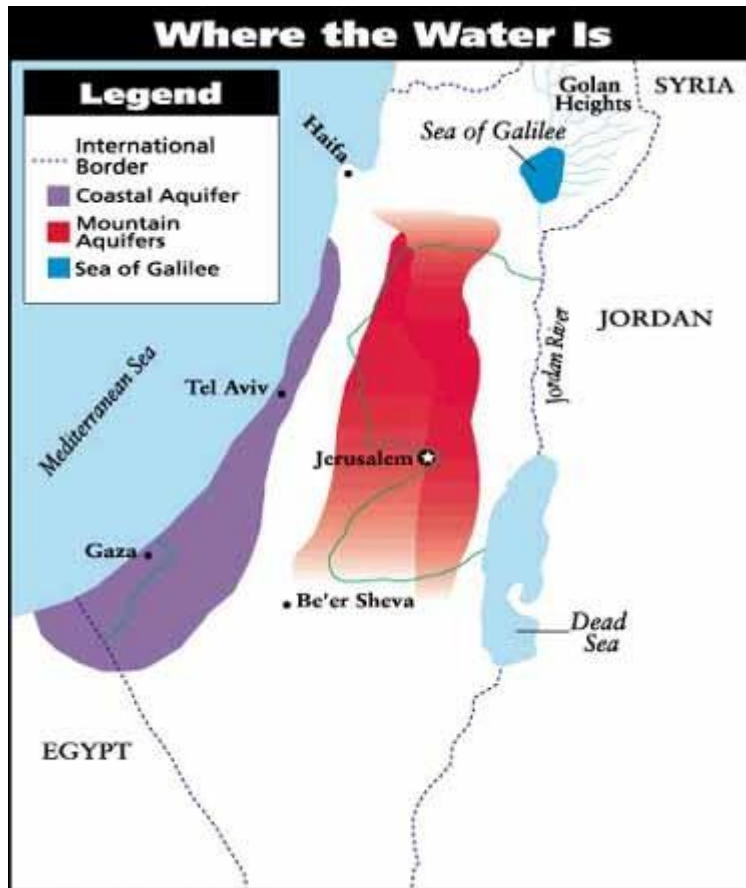 Where the Water Is
Legend
International
Border
Coastal Aquifer
Mountain
Aquifers
Sea of Galilee
Golan
Heights
SYRIA
Sea of Galilee
Haifa
JORDAN
Jordan River
Mediterranean Sea
Tel Aviv
Jerusalem
Gaza
Be'er Sheva
Dead
Sea
EGYPT